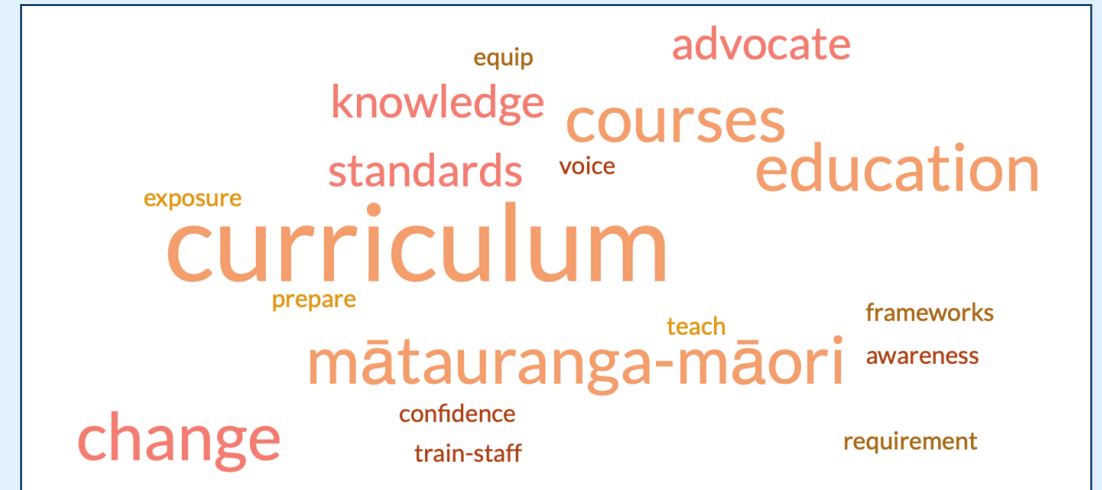 advocate
equip
knowledge
courses
standards
voice
education
exposure
curriculum
prepare
frameworks
teach
mātauranga-māori
awareness
change
confidence
requirement
train-staff